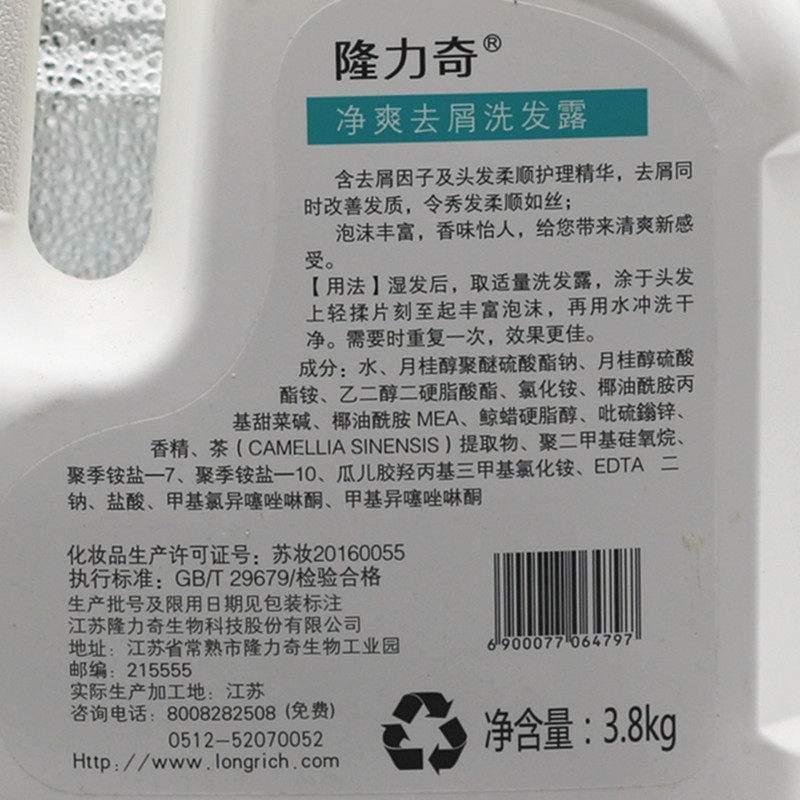 隆力奇®
净爽去屑洗发露
含去屑因子及头发柔顺护理精华，去屑同
时改善发质，令秀发柔顺如丝；
泡沫丰富，香味怡人，给您带来清爽新感
受。
【用法】湿发后，取适量洗发露，涂于头发
上轻揉片刻至起丰富泡沫，再用水冲洗干
净。需要时重复一次，效果更佳。
成分：水、月桂醇聚醚硫酸酯钠、月桂醇硫酸
酯铵、乙二醇二硬脂酸酯、氯化铵、椰油酰胺丙
基甜菜碱、椰油酰胺 MEA、鲸蜡硬脂醇、吡硫鎓锌、
香精、茶（CAMELLIA SINENSIS）提取物、聚二甲基硅氧烷、
聚季铵盐—7、聚季铵盐—10、瓜儿胶羟丙基三甲基氯化铵、EDTA 二
钠、盐酸、甲基氯异噻唑啉酮、甲基异噻唑啉酮
化妆品生产许可证号：苏妆20160055
执行标准：GB/T 29679/检验合格
生产批号及限用日期见包装标注
江苏隆力奇生物科技股份有限公司
地址：江苏省常熟市隆力奇生物工业园
邮编：215555
实际生产加工地：江苏
咨询电话：8008282508 (免费)
0512-52070052
Http://www.longrich.com
6 900077 064797
净含量：3.8kg